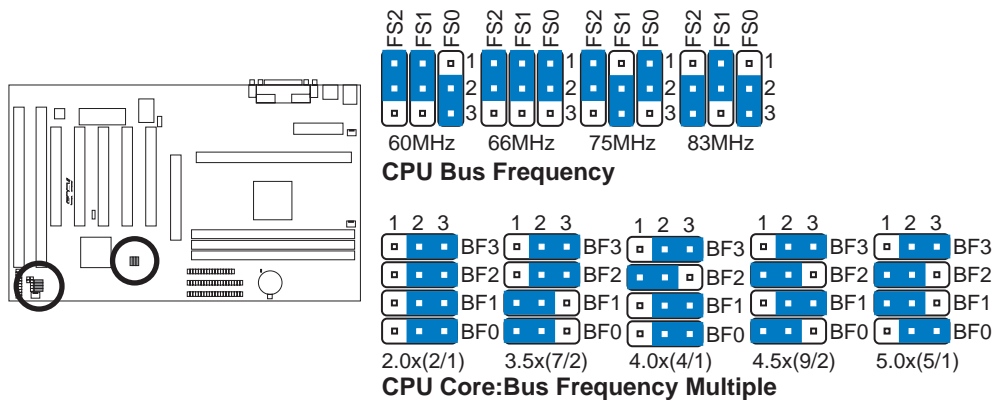 FS2 FS1 FS0 FS2 FS1 FS0 FS2 FS1 FS0 FS2 FS1 FS0
1 1 1 1
2 2 2 2
3 3 3 3
60MHz 66MHz 75MHz 83MHz
CPU Bus Frequency
1 2 3 1 2 3 1 2 3 1 2 3 1 2 3
BF3 BF3 BF3 BF3 BF3
BF2 BF2 BF2 BF2 BF2
BF1 BF1 BF1 BF1 BF1
BF0 BF0 BF0 BF0 BF0
2.0x(2/1) 3.5x(7/2) 4.0x(4/1) 4.5x(9/2) 5.0x(5/1)
CPU Core:Bus Frequency Multiple